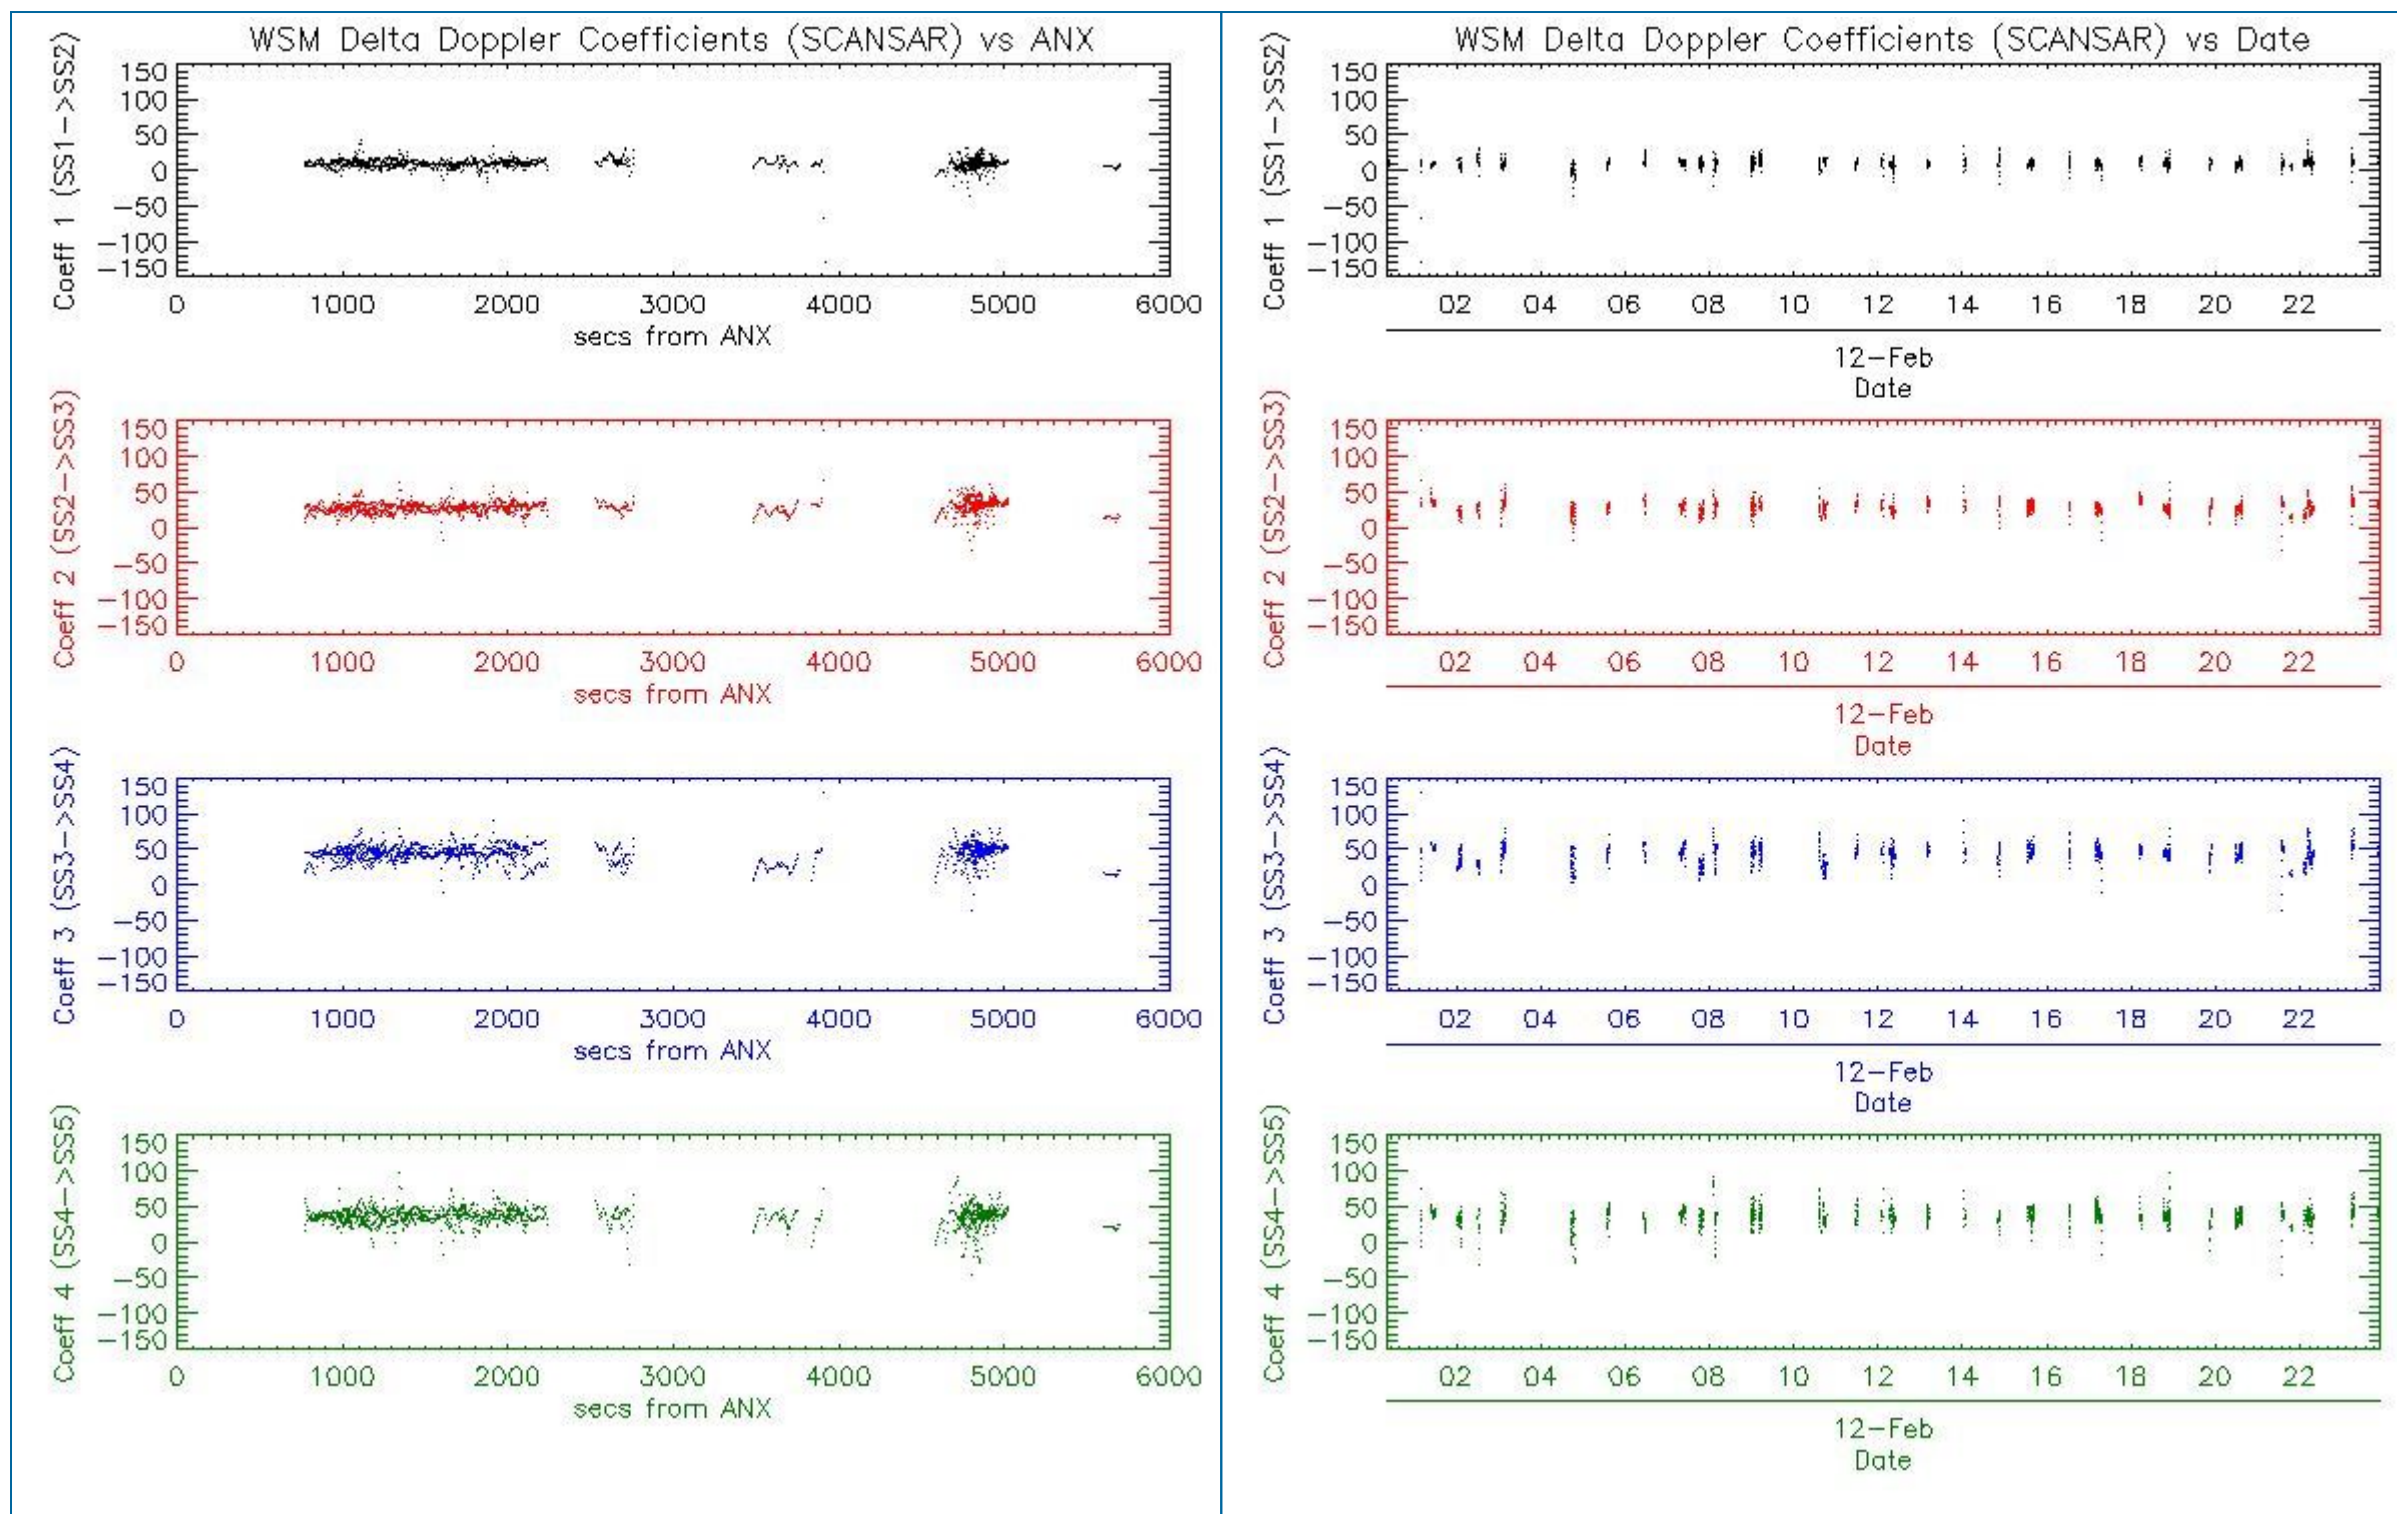 WSM Delta Doppler Coefficients (SCANSAR) vs ANX
Coeff 1 (SS1->SS2)
150
100
50
0
-50
-100
-150
0 1000 2000 3000 4000 5000 6000
secs from ANX
Coeff 2 (SS2->SS3)
150
100
50
0
-50
-100
-150
0 1000 2000 3000 4000 5000 6000
secs from ANX
Coeff 3 (SS3->SS4)
150
100
50
0
-50
-100
-150
0 1000 2000 3000 4000 5000 6000
secs from ANX
Coeff 4 (SS4->SS5)
150
100
50
0
-50
-100
-150
0 1000 2000 3000 4000 5000 6000
secs from ANX
WSM Delta Doppler Coefficients (SCANSAR) vs Date
Coeff 1 (SS1->SS2)
150
100
50
0
-50
-100
-150
02 04 06 08 10 12 14 16 18 20 22
12-Feb
Date
Coeff 2 (SS2->SS3)
150
100
50
0
-50
-100
-150
02 04 06 08 10 12 14 16 18 20 22
12-Feb
Date
Coeff 3 (SS3->SS4)
150
100
50
0
-50
-100
-150
02 04 06 08 10 12 14 16 18 20 22
12-Feb
Date
Coeff 4 (SS4->SS5)
150
100
50
0
-50
-100
-150
02 04 06 08 10 12 14 16 18 20 22
12-Feb
Date